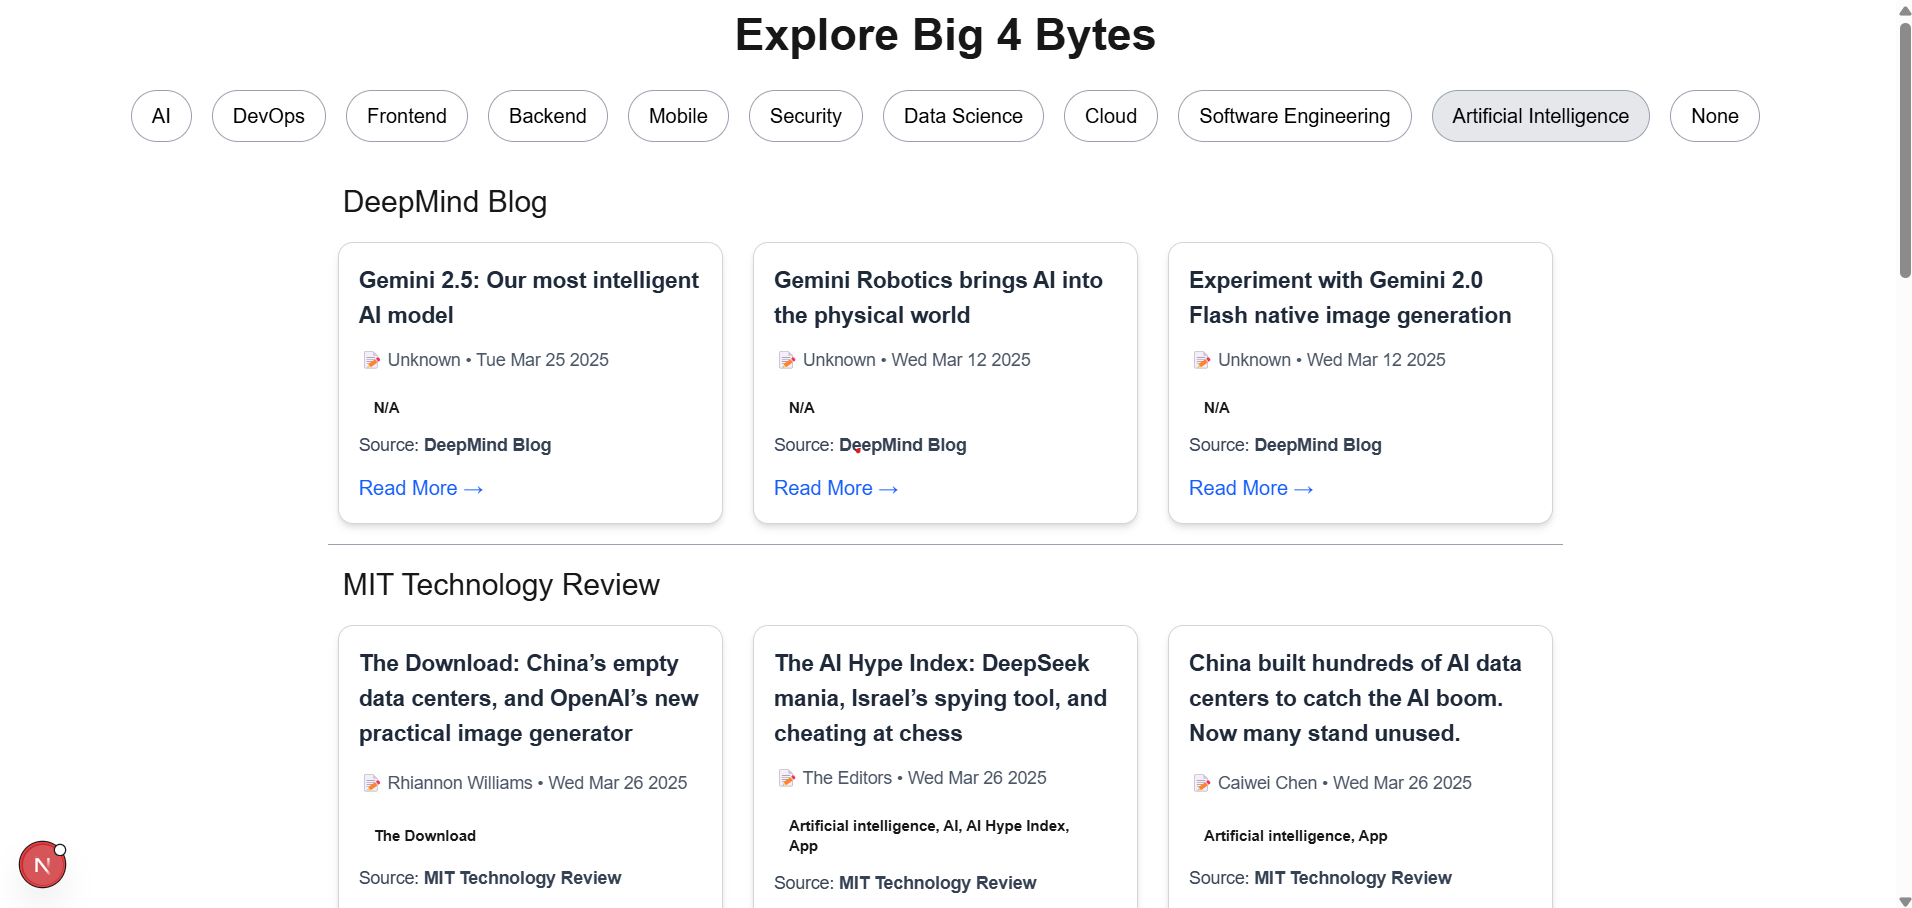 Explore Big 4 Bytes
AI
DevOps
Frontend
Backend
Mobile
Security
Data Science
Cloud
Software Engineering
Artificial Intelligence
None
DeepMind Blog
Gemini 2.5: Our most intelligent
AI model
📝 Unknown • Tue Mar 25 2025
N/A
Source: DeepMind Blog
Read More →
Gemini Robotics brings AI into
the physical world
📝 Unknown • Wed Mar 12 2025
N/A
Source: DeepMind Blog
Read More →
Experiment with Gemini 2.0
Flash native image generation
📝 Unknown • Wed Mar 12 2025
N/A
Source: DeepMind Blog
Read More →
MIT Technology Review
The Download: China’s empty
data centers, and OpenAI’s new
practical image generator
📝 Rhiannon Williams • Wed Mar 26 2025
The Download
Source: MIT Technology Review
The AI Hype Index: DeepSeek
mania, Israel’s spying tool, and
cheating at chess
📝 The Editors • Wed Mar 26 2025
Artificial intelligence, AI, AI Hype Index,
App
Source: MIT Technology Review
China built hundreds of AI data
centers to catch the AI boom.
Now many stand unused.
📝 Caiwei Chen • Wed Mar 26 2025
Artificial intelligence, App
Source: MIT Technology Review
N